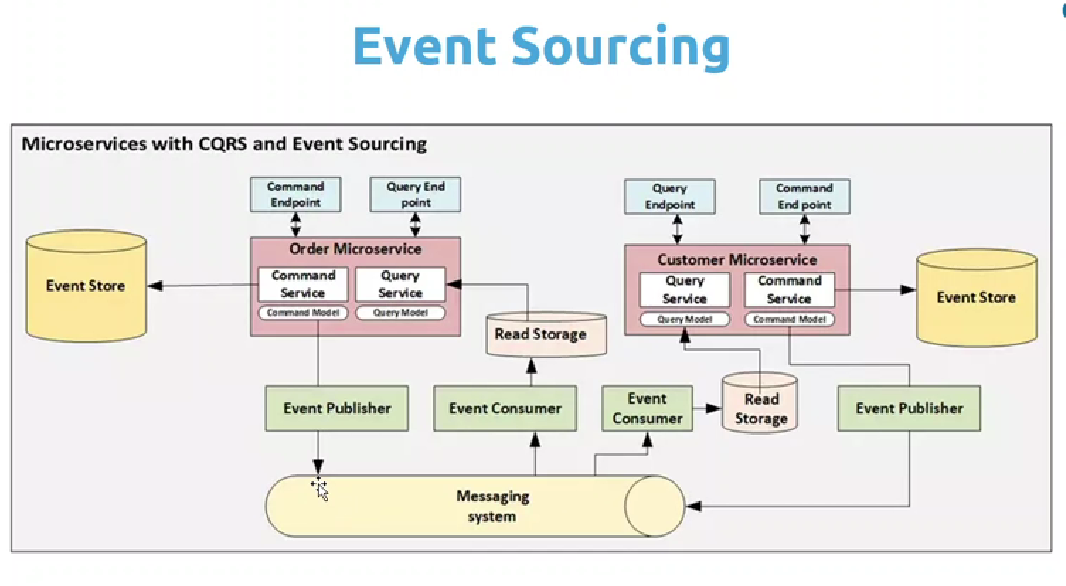 Event Sourcing
Microservices with CQRS and Event Sourcing
Command
Endpoint
Query End
point
Query
Endpoint
Command
End point
Order Microservice
Customer Microservice
Event Store
Command
Service
Query
Service
Command Model
Query Model
Query
Service
Command
Service
Query Model
Command Model
Event Store
Read Storage
Event Publisher
Event Consumer
Event
Consumer
Read
Storage
Event Publisher
Messaging
system